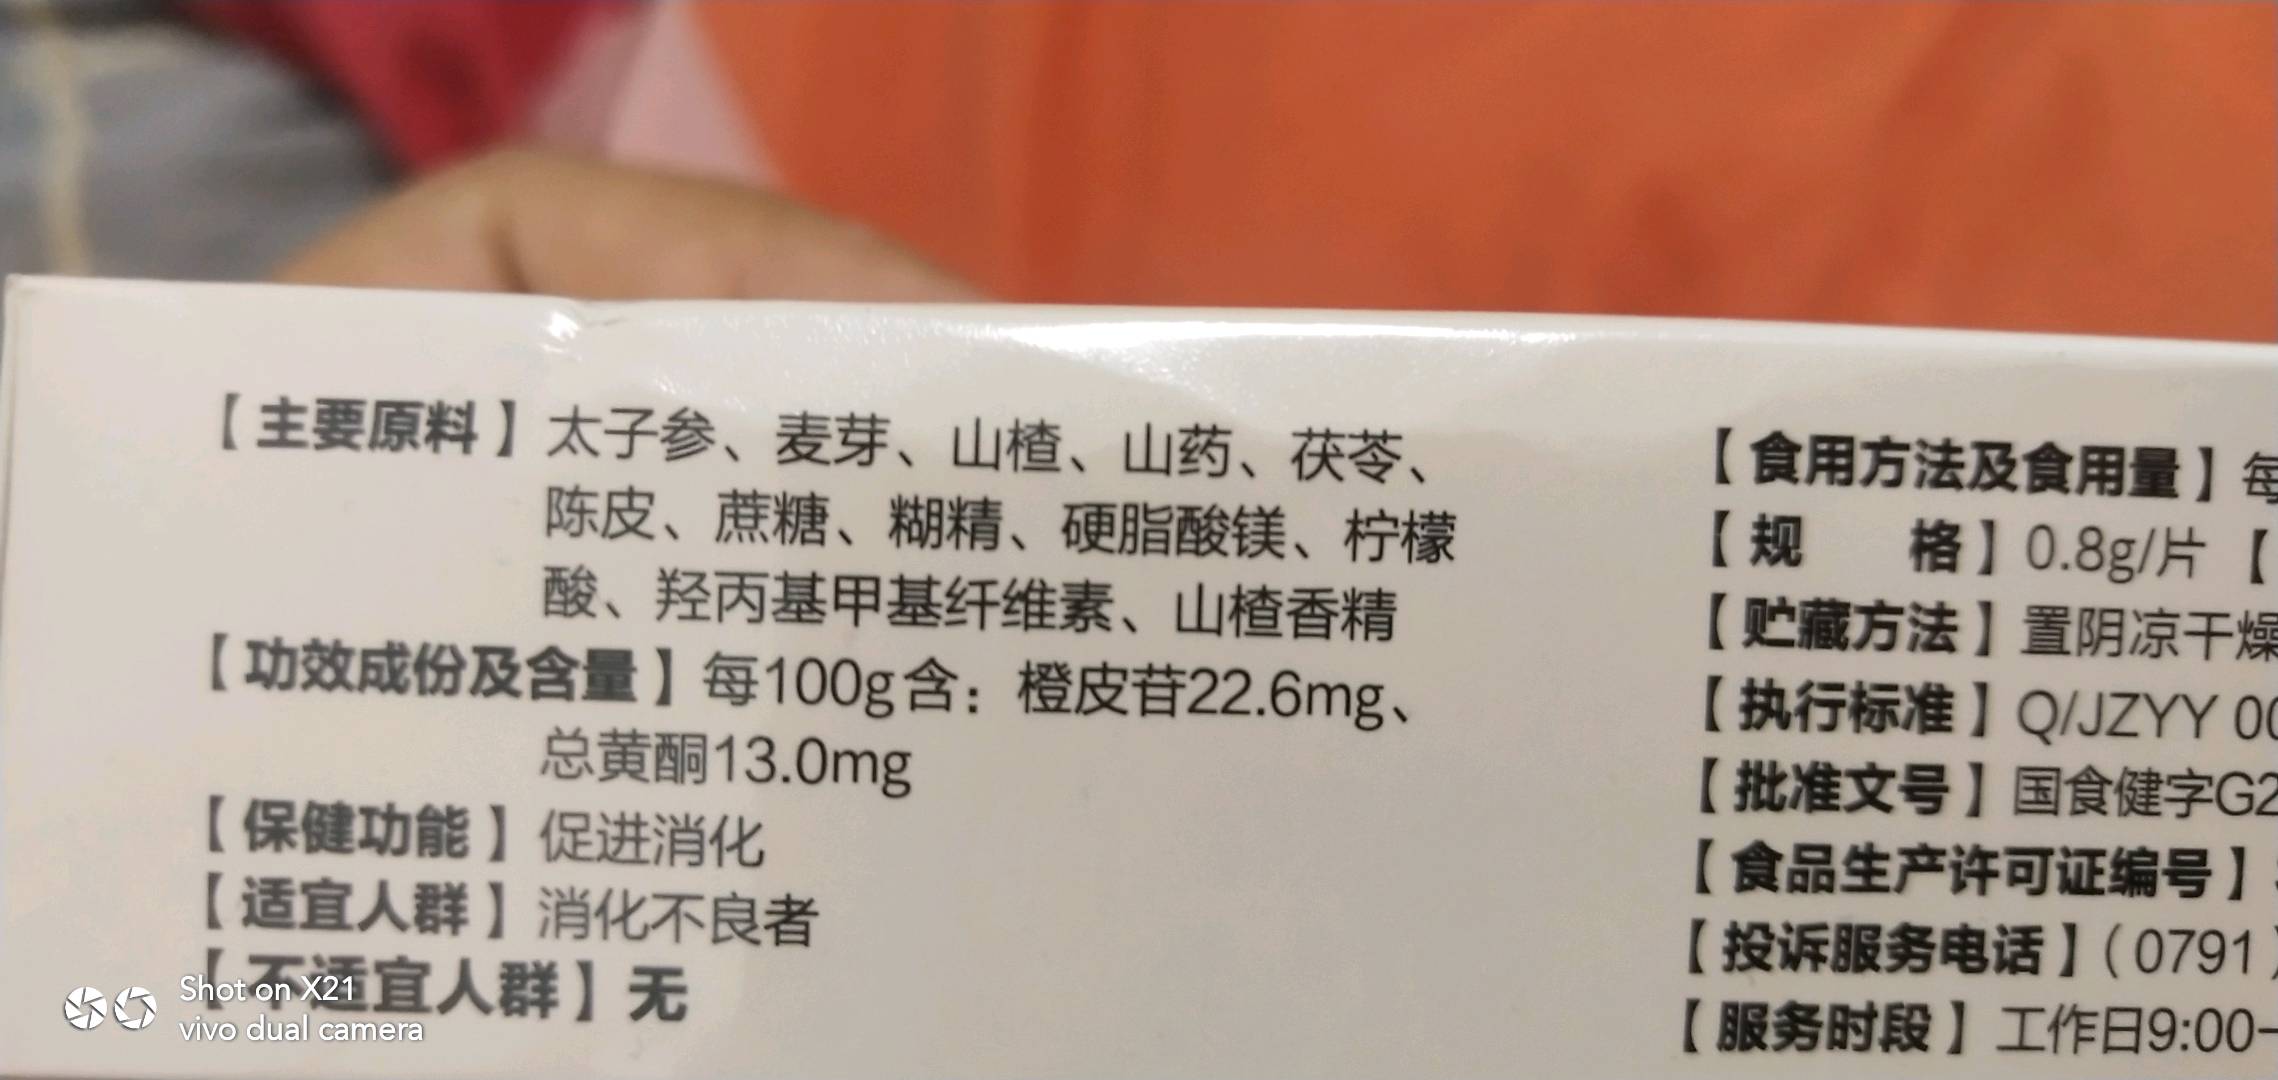 【主要原料】太子参、麦芽、山楂、山药、茯苓、
陈皮、蔗糖、糊精、硬脂酸镁、柠檬
酸、羟丙基甲基纤维素、山楂香精
【功效成份及含量】每100g含：橙皮苷22.6mg、
总黄酮13.0mg
【保健功能】促进消化
【适宜人群】消化不良者
【不适宜人群】无
【食用方法及食用量】每
【规 格】0.8g/片【
【贮藏方法】置阴凉干燥
【执行标准】Q/JZYY 00
【批准文号】国食健字G2
【食品生产许可证编号】
【投诉服务电话】（0791）
【服务时段】工作日9:00-
Shot on X21
vivo dual camera